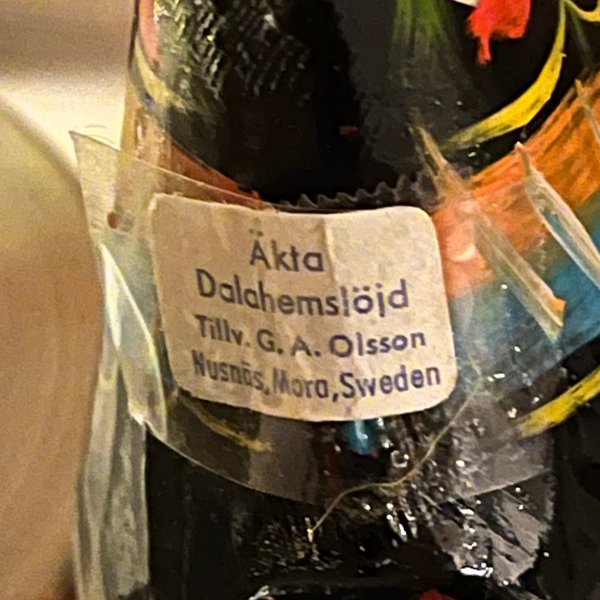 Äkta
Dalahemslöjd
Tillv. G. A. Olsson
Nusnäs, Mora, Sweden